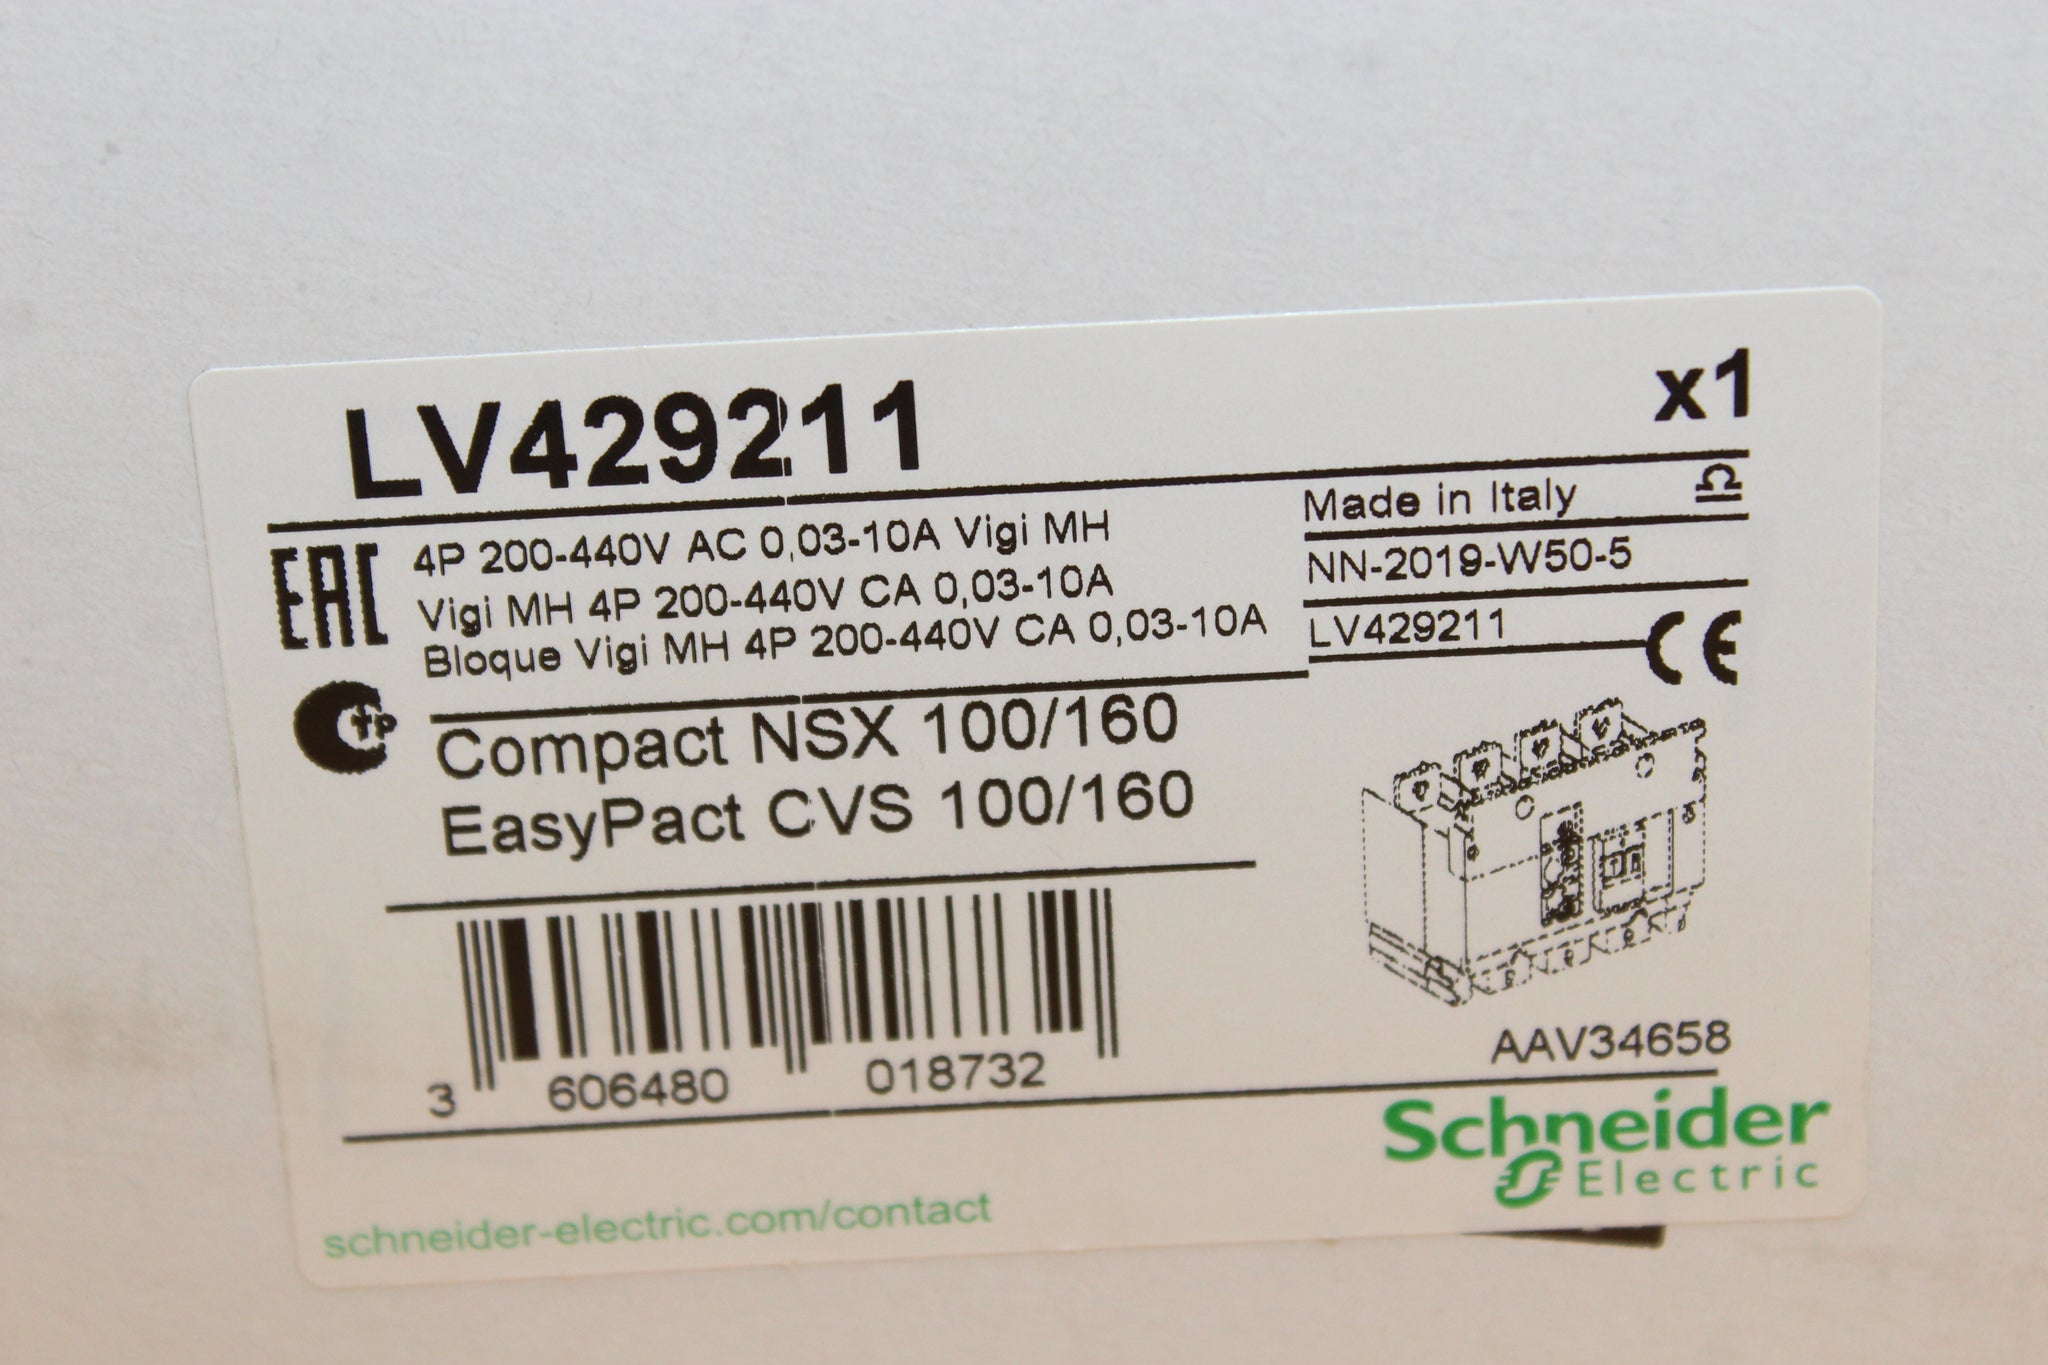 LV429211
x1
EAC
4P 200-440V AC 0,03-10A Vigi MH
Vigi MH 4P 200-440V CA 0,03-10A
Bloque Vigi MH 4P 200-440V CA 0,03-10A
Made in Italy
NN-2019-W50-5
LV429211
CE
Compact NSX 100/160
EasyPact CVS 100/160
3 606480 018732
AAV34658
Schneider
Electric
schneider-electric.com/contact